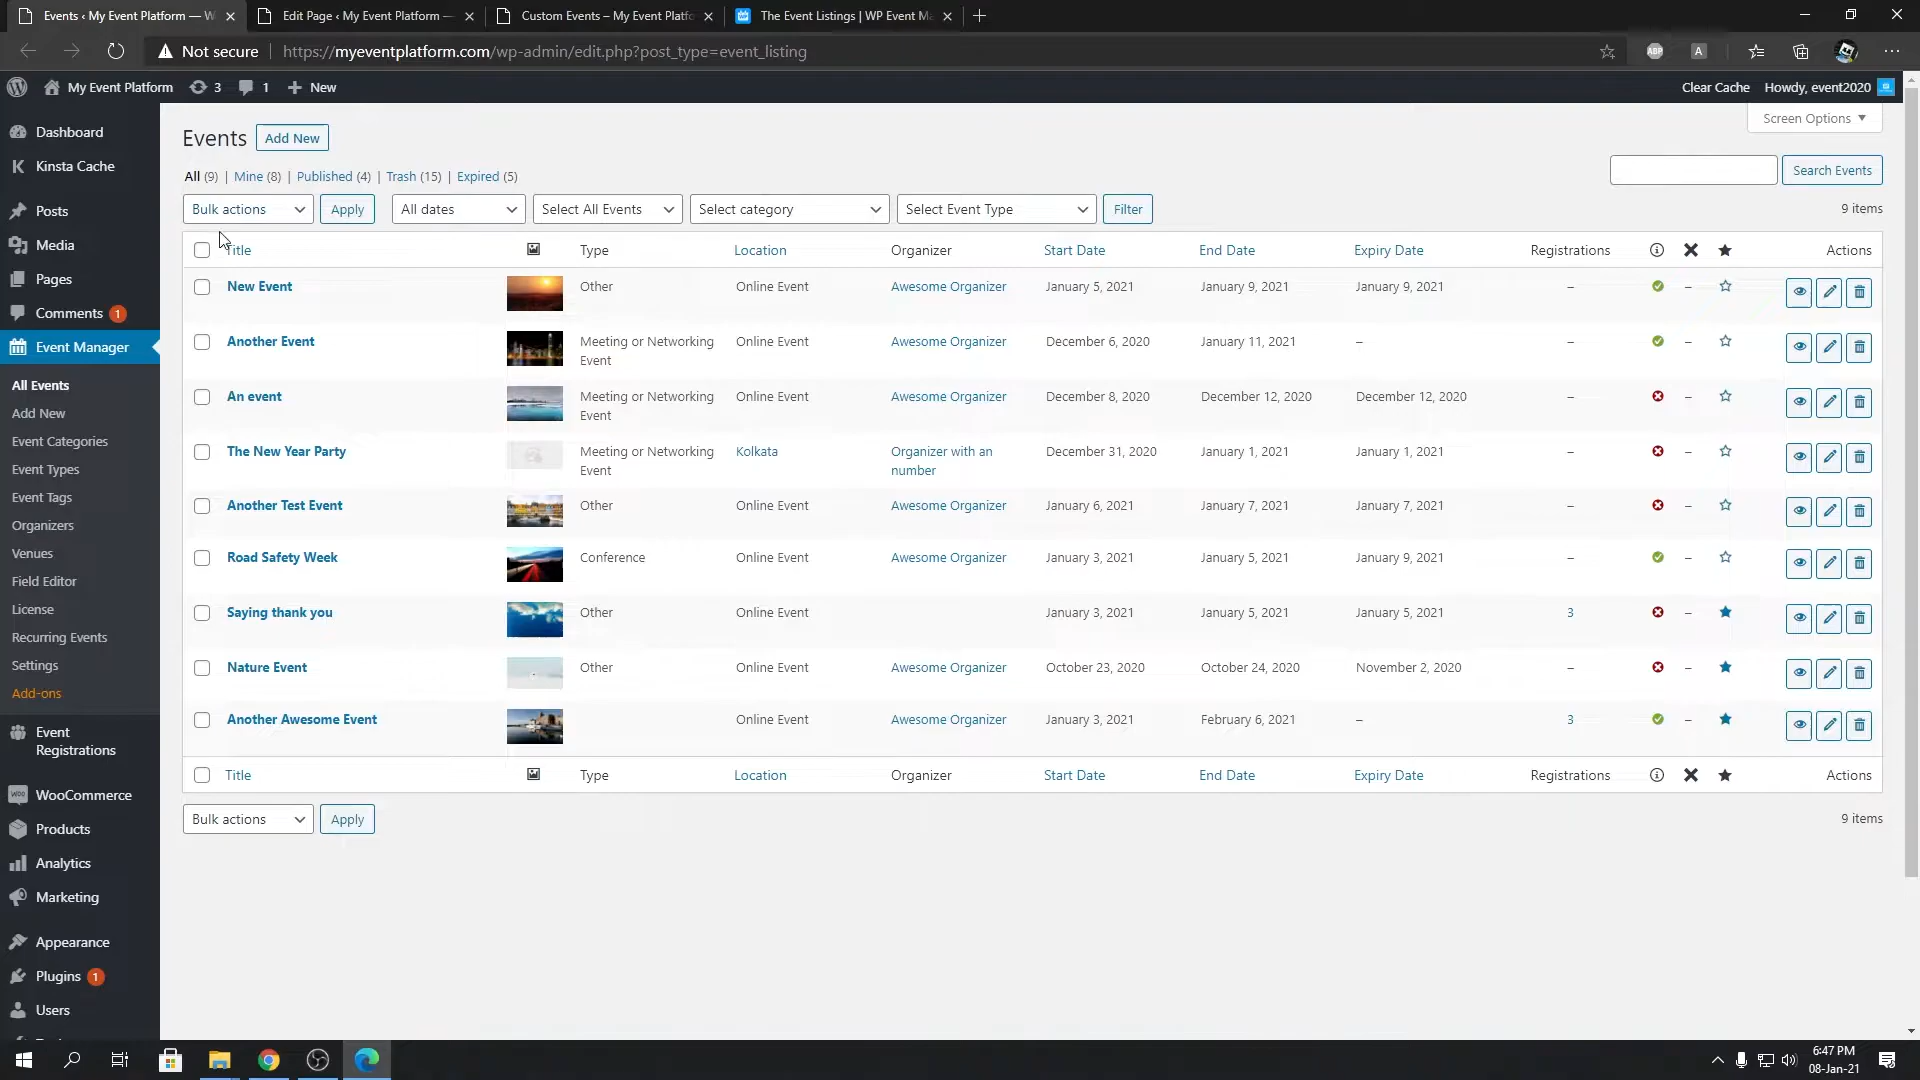 Events ‹ My Event Platform — W
Edit Page ‹ My Event Platform —
Custom Events – My Event Platfo
The Event Listings | WP Event Ma
Not secure
https://myeventplatform.com/wp-admin/edit.php?post_type=event_listing
ABP
A
My Event Platform
3
1
+ New
Clear Cache
Howdy, event2020
Dashboard
Kinsta Cache
Posts
Media
Pages
Comments 1
Event Manager
All Events
Add New
Event Categories
Event Types
Event Tags
Organizers
Venues
Field Editor
License
Recurring Events
Settings
Add-ons
Event
Registrations
WooCommerce
Products
Analytics
Marketing
Appearance
Plugins 1
Users
Events
Add New
Screen Options
All (9) | Mine (8) | Published (4) | Trash (15) | Expired (5)
Search Events
Bulk actions
Apply
All dates
Select All Events
Select category
Select Event Type
Filter
9 items
Title Type Location Organizer Start Date End Date Expiry Date Registrations Actions
New Event Other Online Event Awesome Organizer January 5, 2021 January 9, 2021 January 9, 2021 – –
Another Event Meeting or Networking Online Event Awesome Organizer December 6, 2020 January 11, 2021 – – –
Event
An event Meeting or Networking Online Event Awesome Organizer December 8, 2020 December 12, 2020 December 12, 2020 – –
Event
The New Year Party Meeting or Networking Kolkata Organizer with an December 31, 2020 January 1, 2021 January 1, 2021 – –
Event number
Another Test Event Other Online Event Awesome Organizer January 6, 2021 January 7, 2021 January 7, 2021 – –
Road Safety Week Conference Online Event Awesome Organizer January 3, 2021 January 5, 2021 January 9, 2021 – –
Saying thank you Other Online Event January 3, 2021 January 5, 2021 January 5, 2021 3 –
Nature Event Other Online Event Awesome Organizer October 23, 2020 October 24, 2020 November 2, 2020 – –
Another Awesome Event Online Event Awesome Organizer January 3, 2021 February 6, 2021 – 3 –
Title Type Location Organizer Start Date End Date Expiry Date Registrations Actions
Bulk actions
Apply
9 items
6:47 PM
08-Jan-21